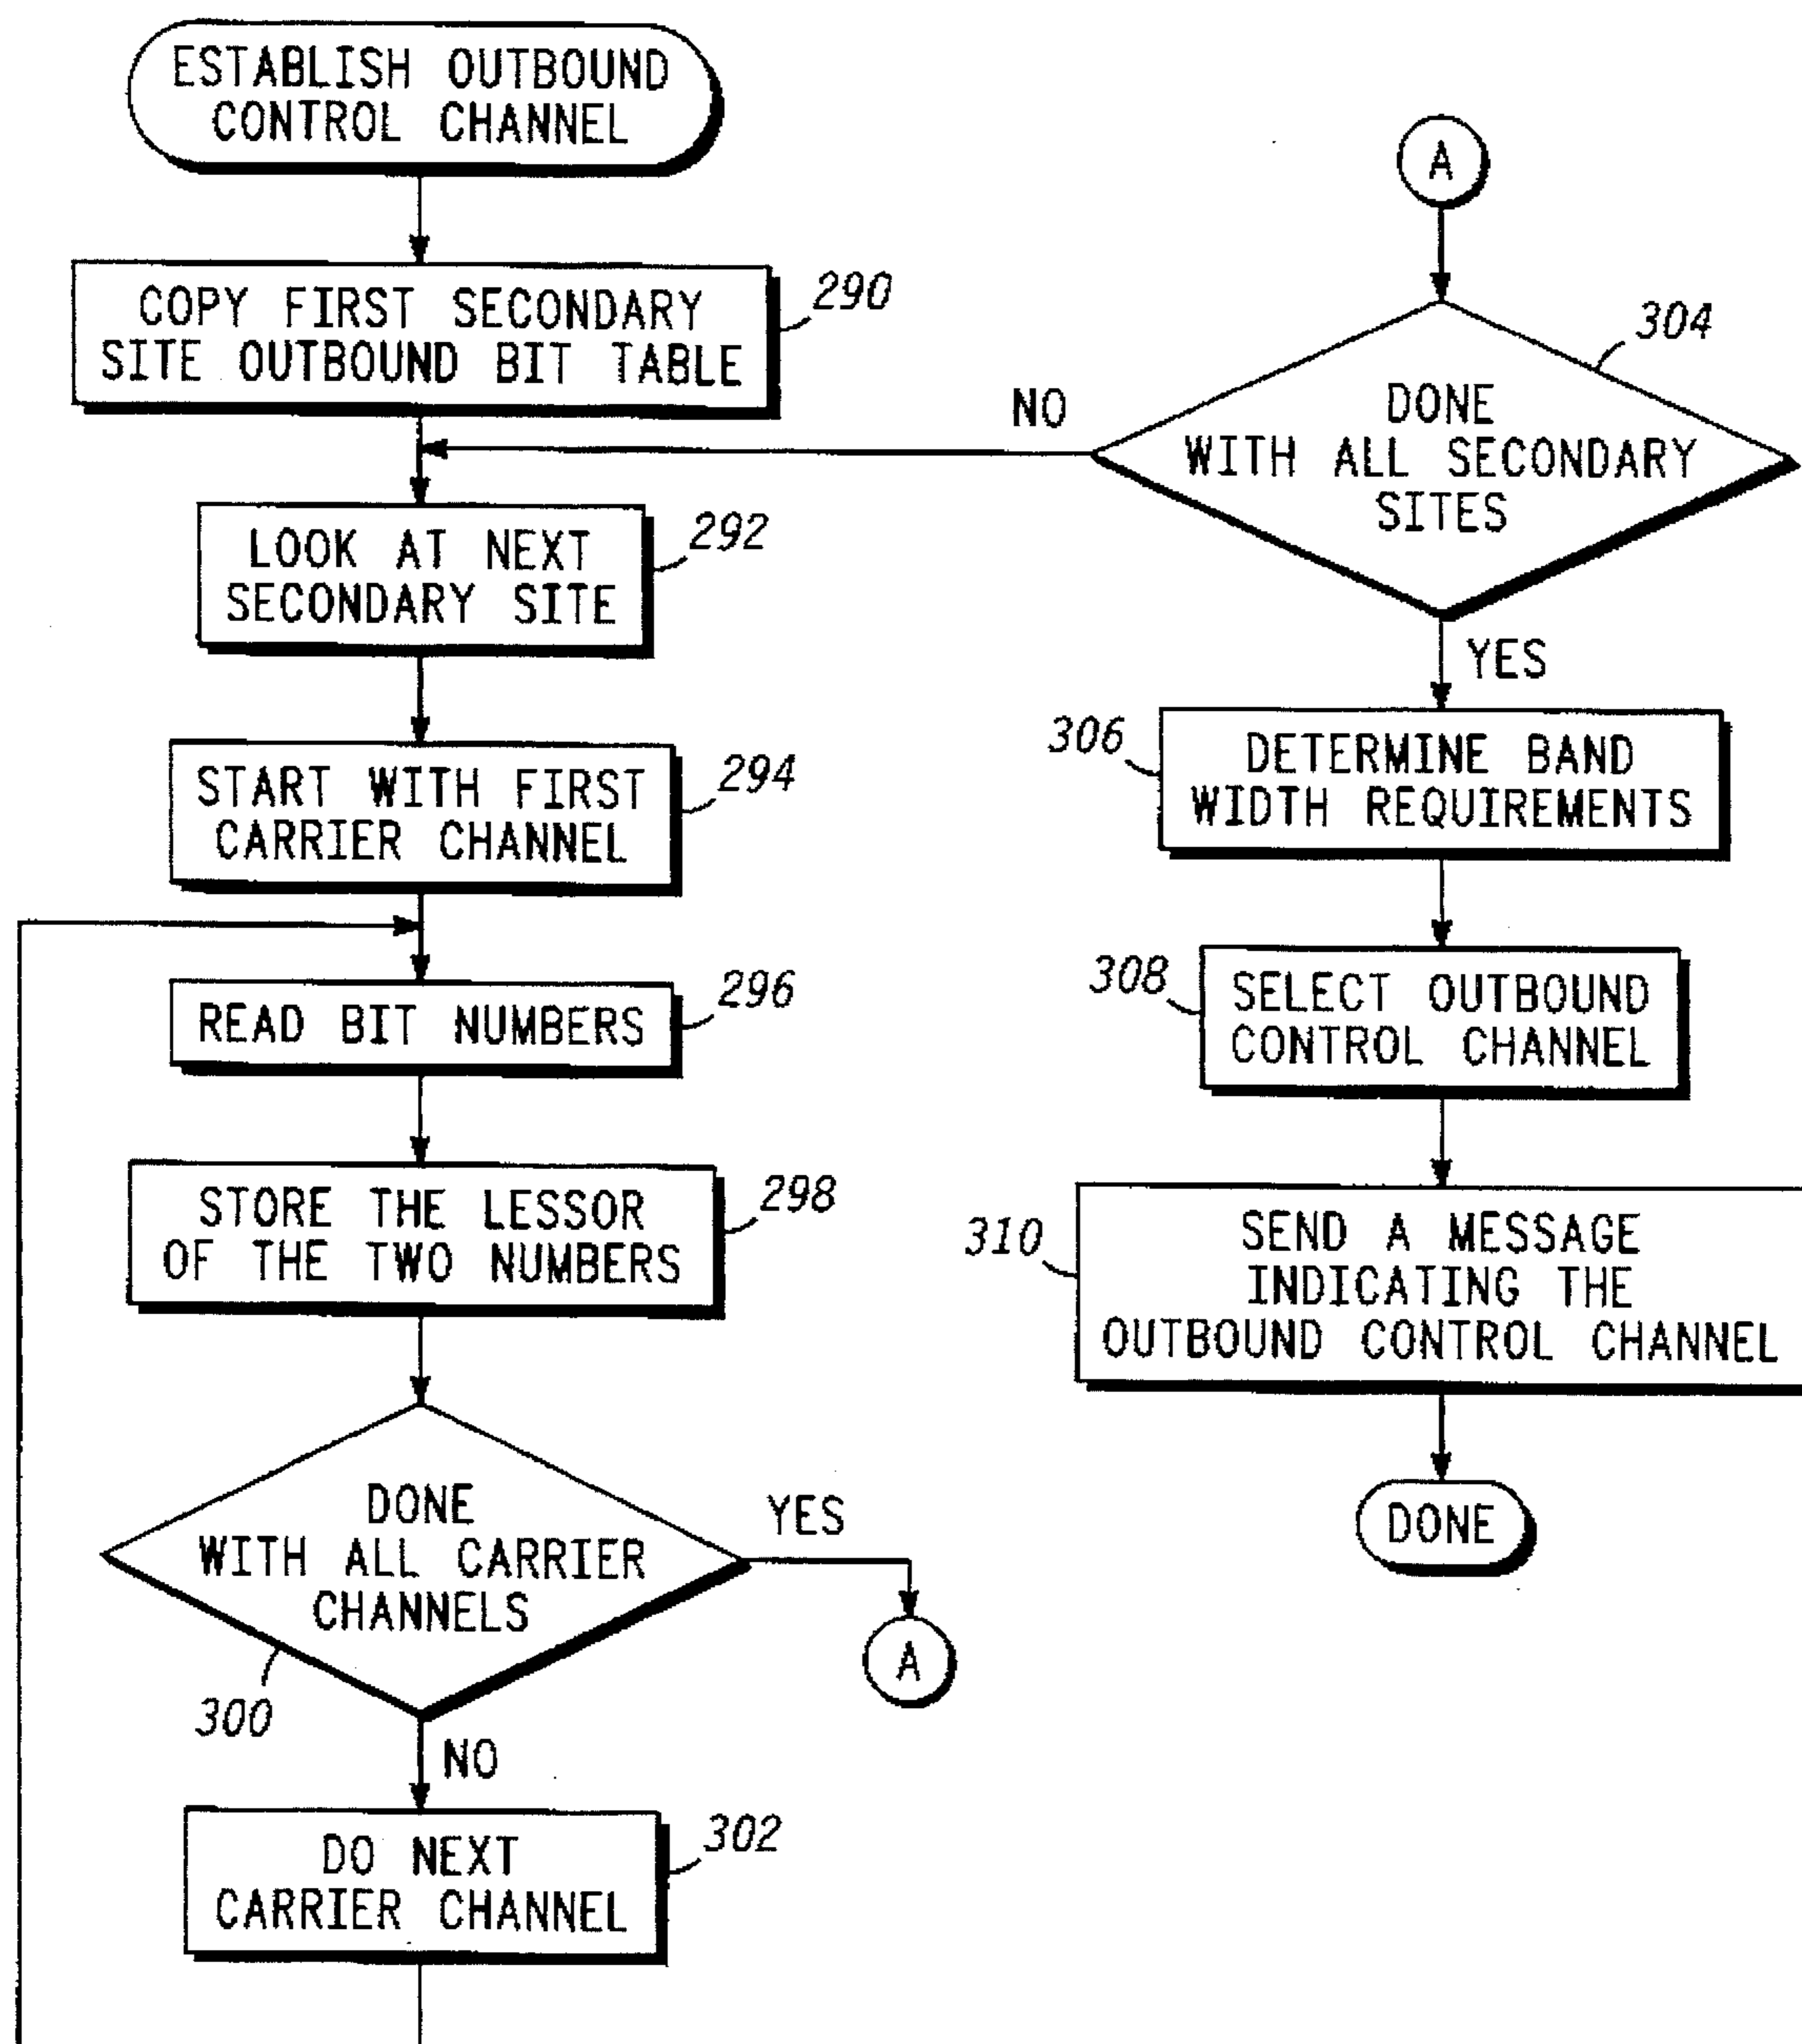 ESTABLISH OUTBOUND
CONTROL CHANNEL
COPY FIRST SECONDARY
SITE OUTBOUND BIT TABLE
290
LOOK AT NEXT
SECONDARY SITE
292
START WITH FIRST
CARRIER CHANNEL
294
READ BIT NUMBERS
296
STORE THE LESSOR
OF THE TWO NUMBERS
298
DONE
WITH ALL CARRIER
CHANNELS
300
YES
A
NO
DO NEXT
CARRIER CHANNEL
302
A
DONE
WITH ALL SECONDARY
SITES
304
NO
YES
DETERMINE BAND
WIDTH REQUIREMENTS
306
SELECT OUTBOUND
CONTROL CHANNEL
308
SEND A MESSAGE
INDICATING THE
OUTBOUND CONTROL CHANNEL
310
DONE